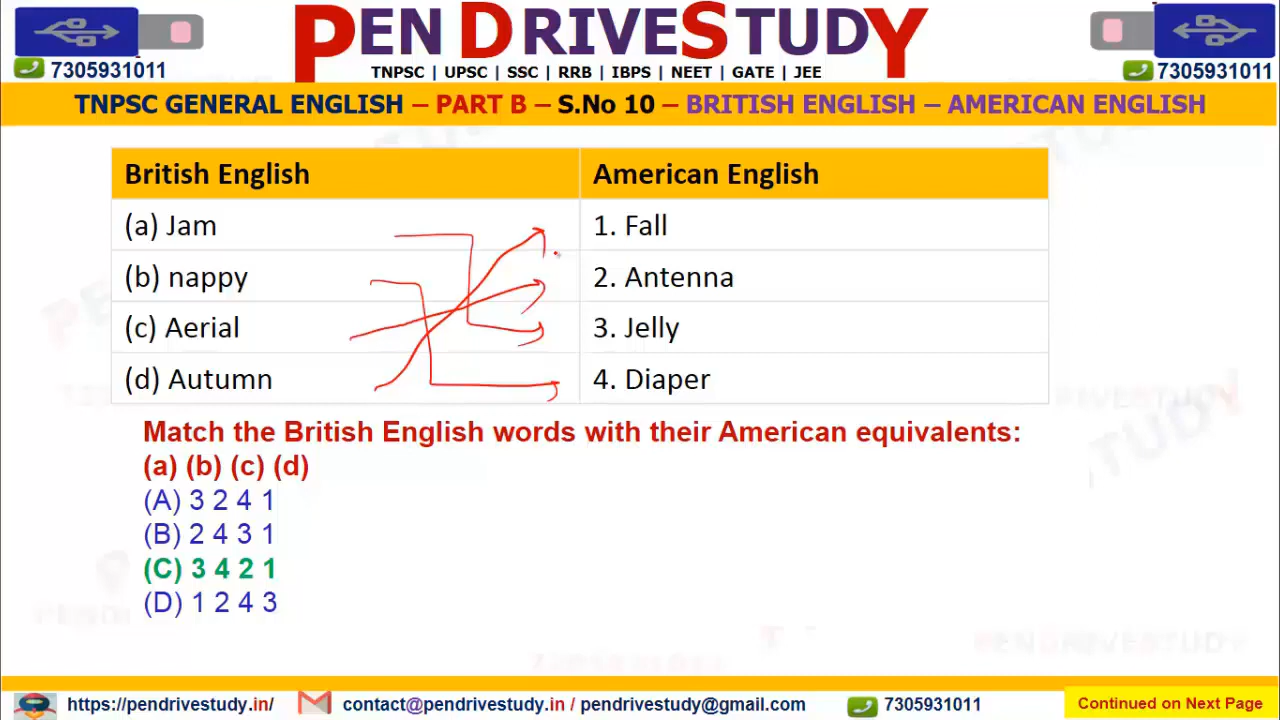 PEN DRIVESTUDY
7305931011
TNPSC | UPSC | SSC | RRB | IBPS | NEET | GATE | JEE
7305931011
TNPSC GENERAL ENGLISH – PART B – S.No 10 – BRITISH ENGLISH – AMERICAN ENGLISH
British English American English
(a) Jam 1. Fall
(b) nappy 2. Antenna
(c) Aerial 3. Jelly
(d) Autumn 4. Diaper
Match the British English words with their American equivalents:
(a) (b) (c) (d)
(A) 3 2 4 1
(B) 2 4 3 1
(C) 3 4 2 1
(D) 1 2 4 3
PENDRIVESTUDY
https://pendrivestudy.in/ contact@pendrivestudy.in / pendrivestudy@gmail.com 7305931011 Continued on Next Page